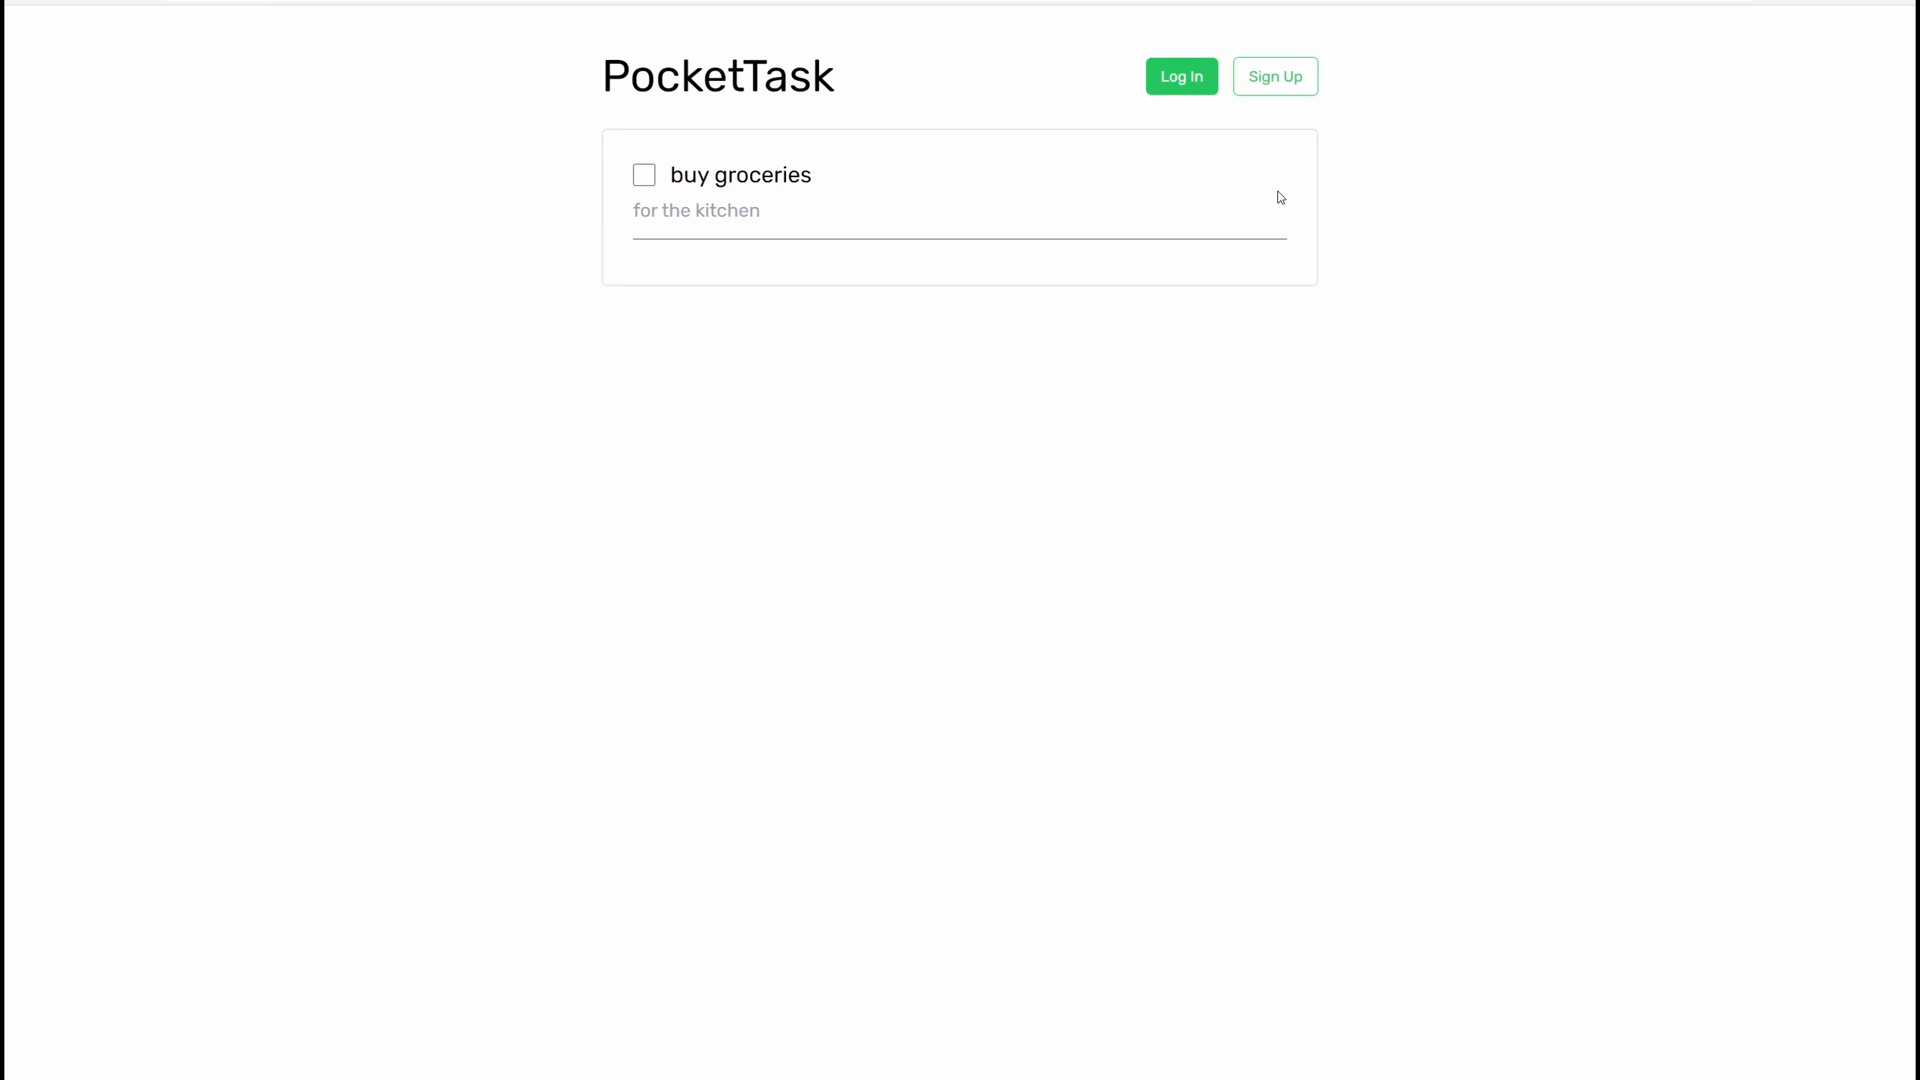 PocketTask
Log In
Sign Up
buy groceries
for the kitchen